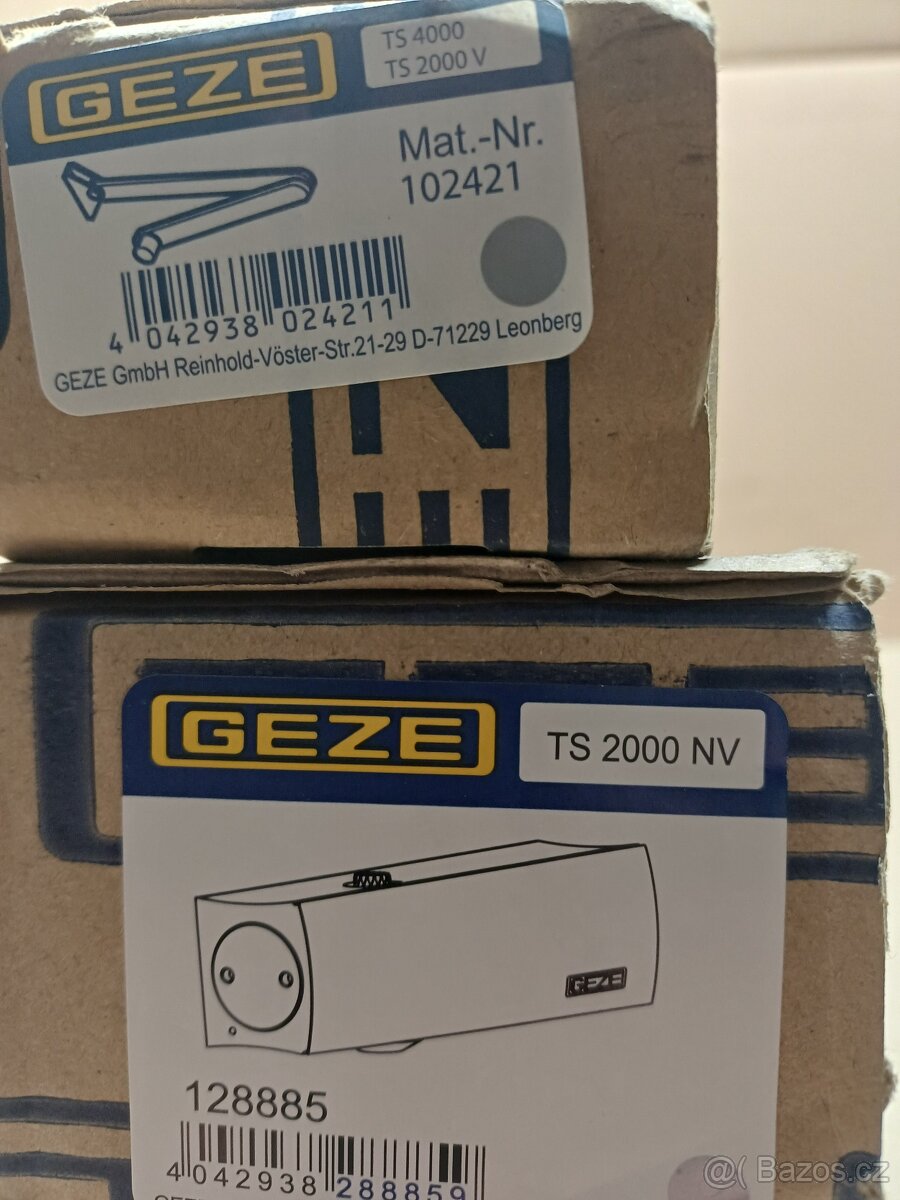 GEZE
TS 4000
TS 2000 V
Mat.-Nr.
102421
4 042938 024211
GEZE GmbH Reinhold-Vöster-Str.21-29 D-71229 Leonberg
GEZE
TS 2000 NV
GEZE
128885
4 042938 288859
@ Bazos.cz